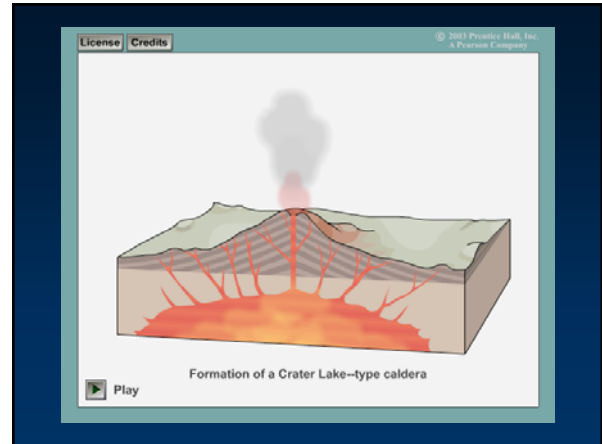 License Credits
© 2003 Prentice Hall, Inc.
A Pearson Company
Formation of a Crater Lake--type caldera
Play